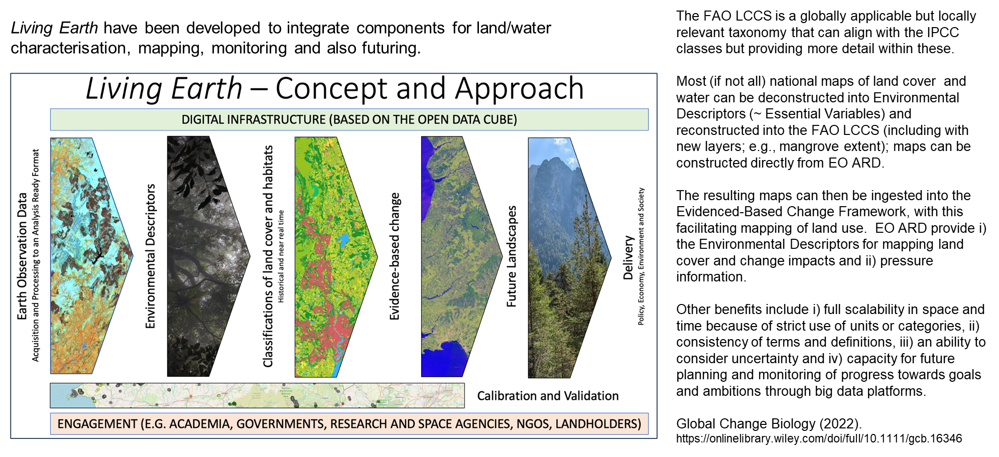 Living Earth have been developed to integrate components for land/water
characterisation, mapping, monitoring and also futuring.
Living Earth – Concept and Approach
DIGITAL INFRASTRUCTURE (BASED ON THE OPEN DATA CUBE)
Earth Observation Data
Acquisition and Processing to an Analysis Ready Format
Environmental Descriptors
Classifications of land cover and habitats
Historical and near real time
Evidence-based change
Future Landscapes
Delivery
Policy, Economy, Environment and Society
Calibration and Validation
ENGAGEMENT (E.G. ACADEMIA, GOVERNMENTS, RESEARCH AND SPACE AGENCIES, NGOS, LANDHOLDERS)
The FAO LCCS is a globally applicable but locally
relevant taxonomy that can align with the IPCC
classes but providing more detail within these.
Most (if not all) national maps of land cover  and
water can be deconstructed into Environmental
Descriptors (~ Essential Variables) and
reconstructed into the FAO LCCS (including with
new layers; e.g., mangrove extent); maps can be
constructed directly from EO ARD.
The resulting maps can then be ingested into the
Evidenced-Based Change Framework, with this
facilitating mapping of land use.  EO ARD provide i)
the Environmental Descriptors for mapping land
cover and change impacts and ii) pressure
information.
Other benefits include i) full scalability in space and
time because of strict use of units or categories, ii)
consistency of terms and definitions, iii) an ability to
consider uncertainty and iv) capacity for future
planning and monitoring of progress towards goals
and ambitions through big data platforms.
Global Change Biology (2022).
https://onlinelibrary.wiley.com/doi/full/10.1111/gcb.16346